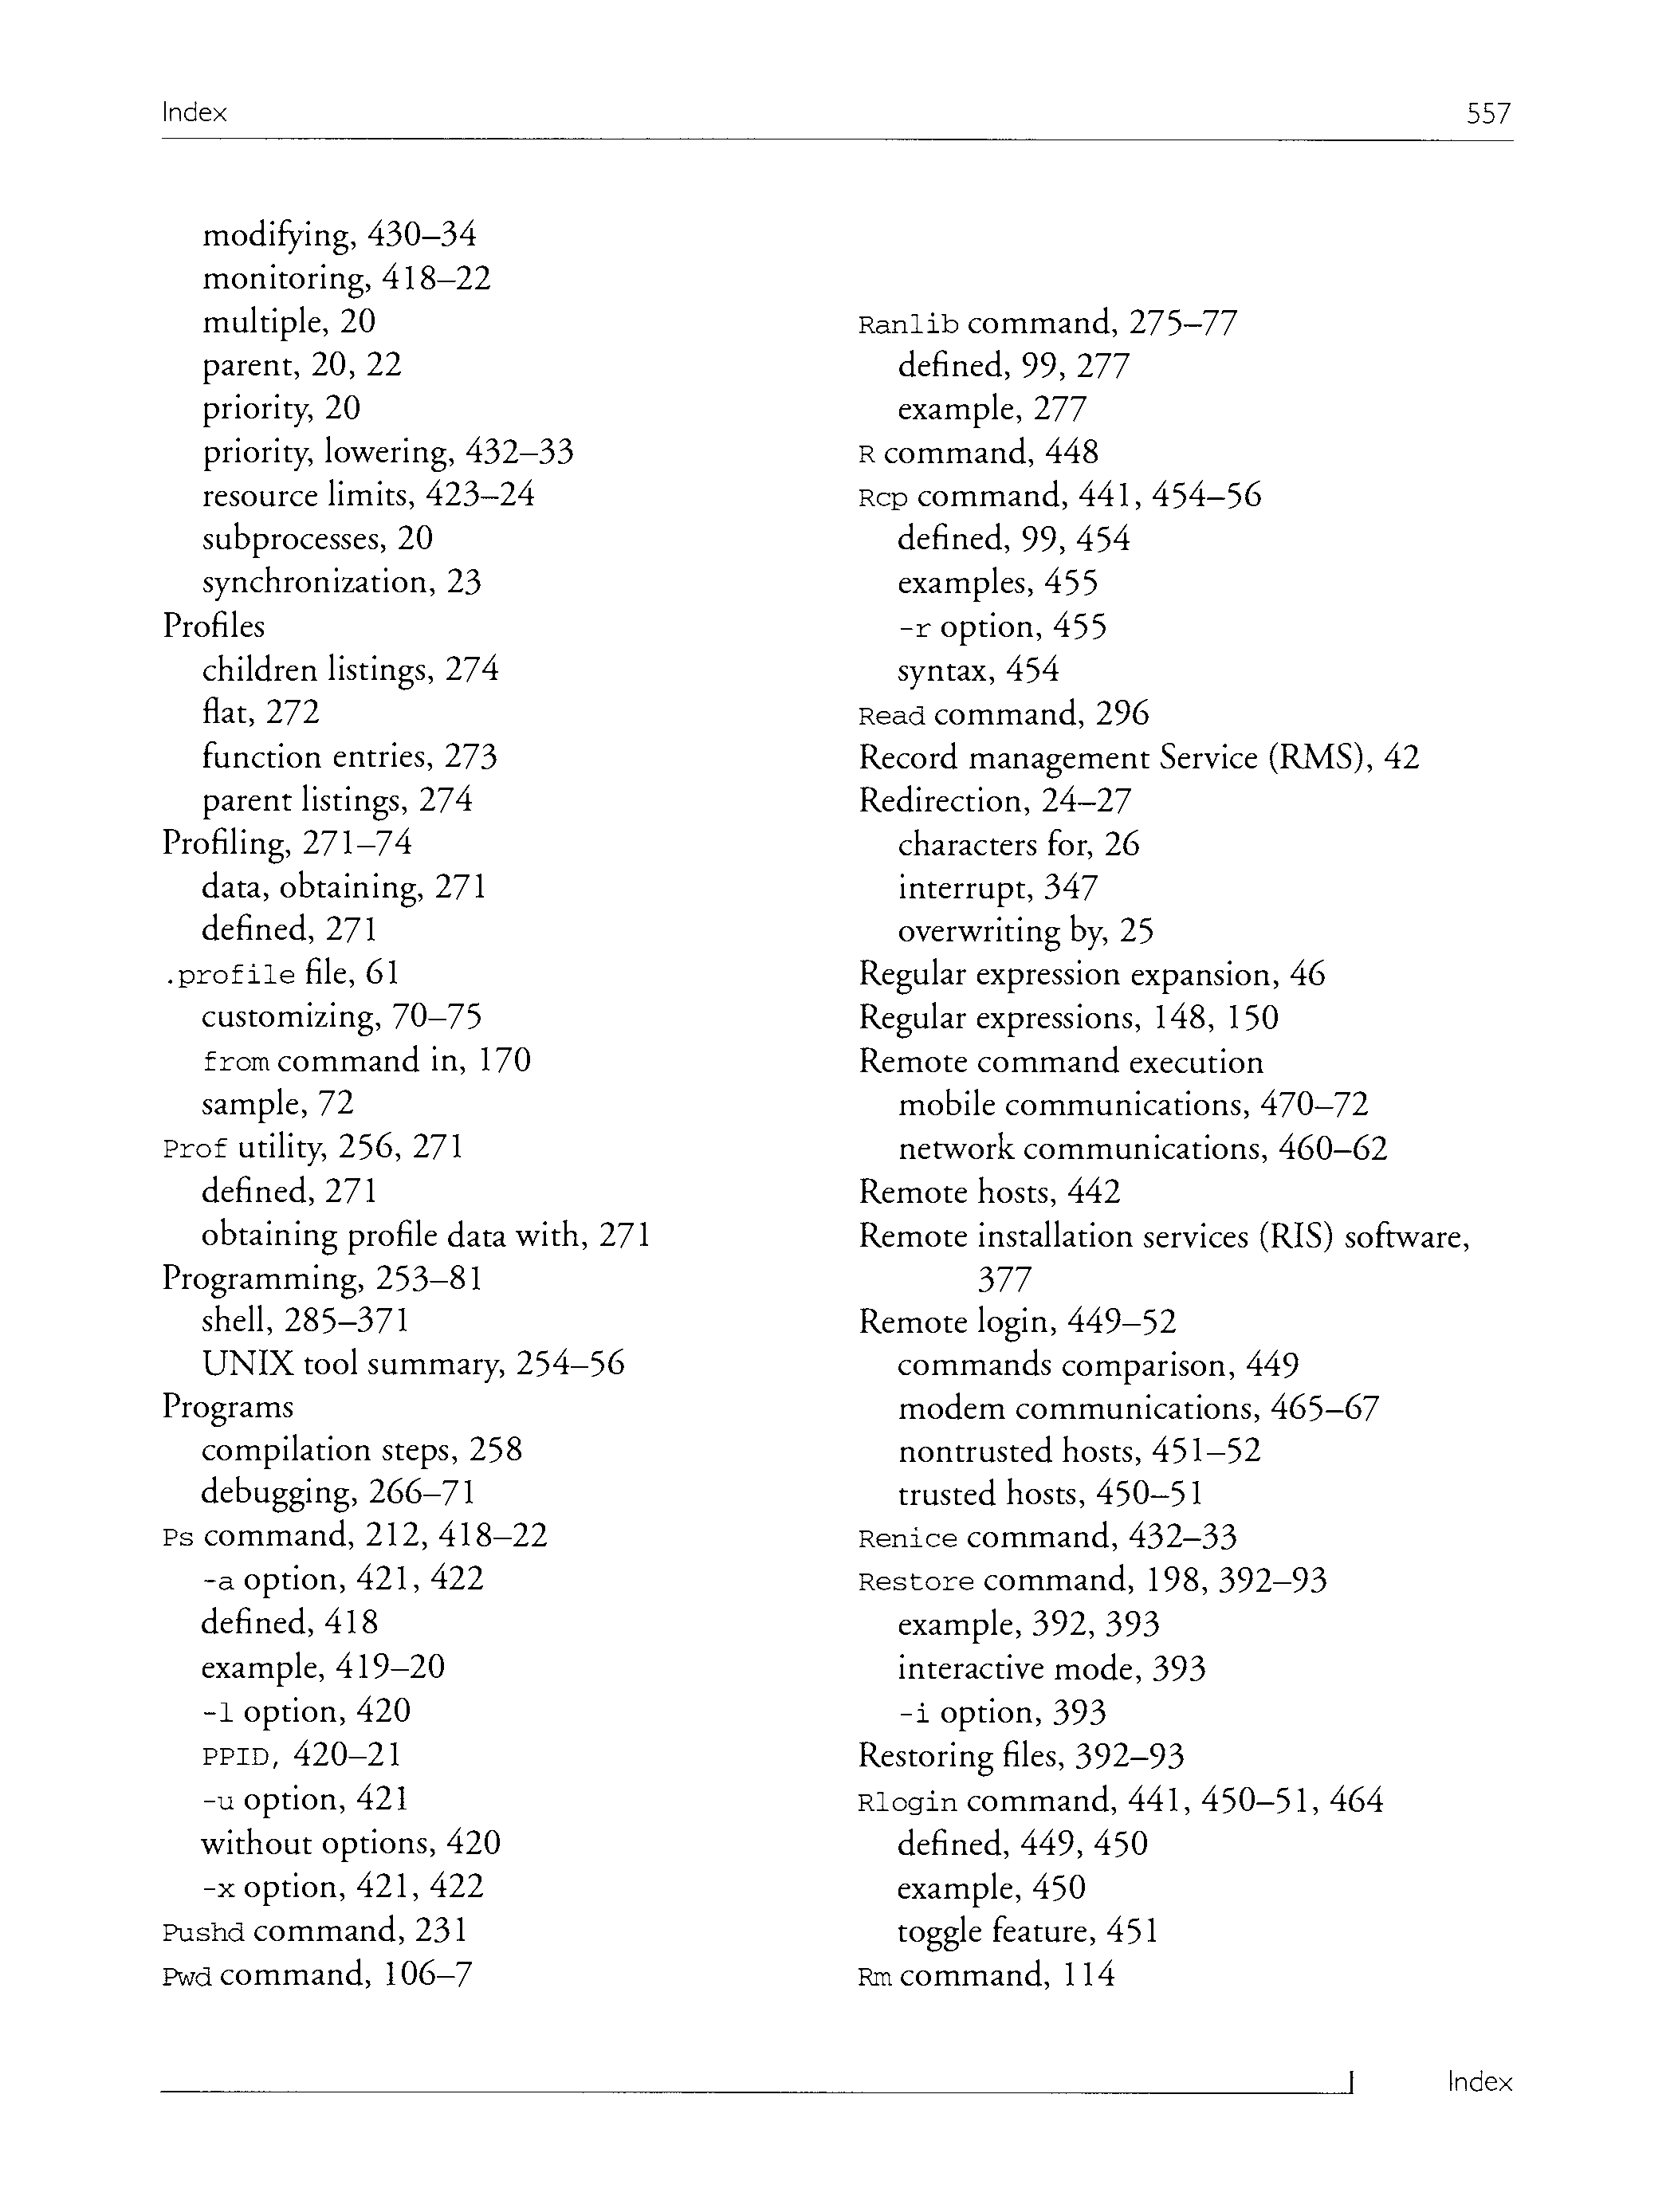 Index 557
modifying, 430–34
monitoring, 418–22
multiple, 20
parent, 20, 22
priority, 20
priority, lowering, 432–33
resource limits, 423–24
subprocesses, 20
synchronization, 23
Profiles
children listings, 274
flat, 272
function entries, 273
parent listings, 274
Profiling, 271–74
data, obtaining, 271
defined, 271
.profile file, 61
customizing, 70–75
from command in, 170
sample, 72
Prof utility, 256, 271
defined, 271
obtaining profile data with, 271
Programming, 253–81
shell, 285–371
UNIX tool summary, 254–56
Programs
compilation steps, 258
debugging, 266–71
Ps command, 212, 418–22
-a option, 421, 422
defined, 418
example, 419–20
-l option, 420
PPID, 420–21
-u option, 421
without options, 420
-x option, 421, 422
Pushd command, 231
Pwd command, 106–7
Ranlib command, 275–77
defined, 99, 277
example, 277
R command, 448
Rcp command, 441, 454–56
defined, 99, 454
examples, 455
-r option, 455
syntax, 454
Read command, 296
Record management Service (RMS), 42
Redirection, 24–27
characters for, 26
interrupt, 347
overwriting by, 25
Regular expression expansion, 46
Regular expressions, 148, 150
Remote command execution
mobile communications, 470–72
network communications, 460–62
Remote hosts, 442
Remote installation services (RIS) software,
377
Remote login, 449–52
commands comparison, 449
modem communications, 465–67
nontrusted hosts, 451–52
trusted hosts, 450–51
Renice command, 432–33
Restore command, 198, 392–93
example, 392, 393
interactive mode, 393
-i option, 393
Restoring files, 392–93
Rlogin command, 441, 450–51, 464
defined, 449, 450
example, 450
toggle feature, 451
Rm command, 114
Index